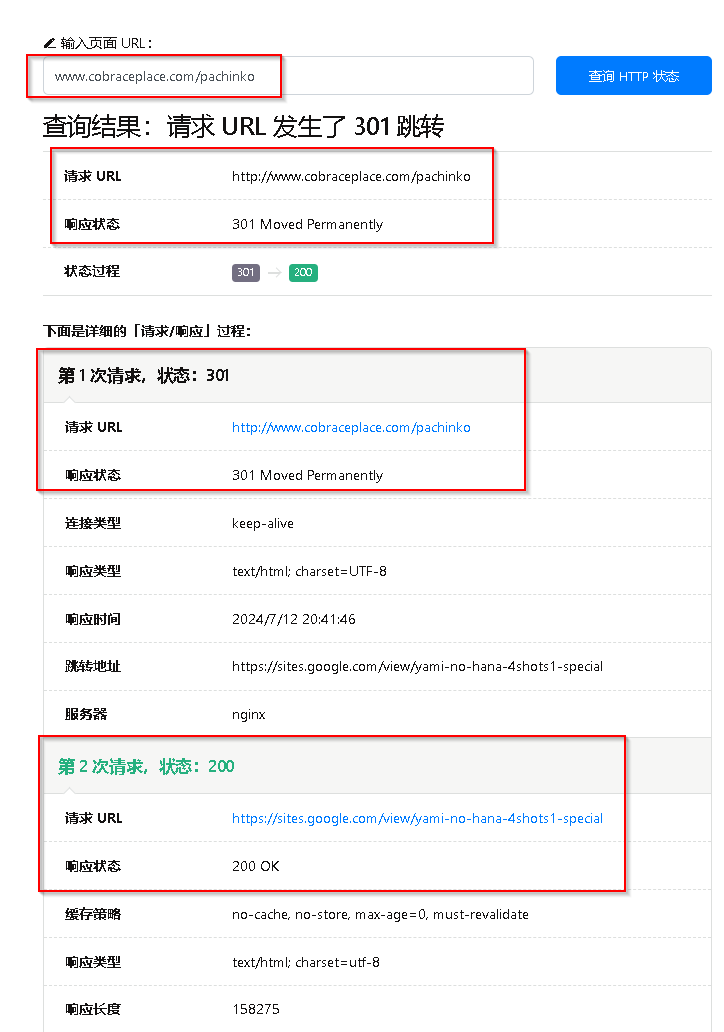 输入页面 URL：
www.cobraceplace.com/pachinko
查询 HTTP 状态
查询结果：请求 URL 发生了 301 跳转
请求 URL http://www.cobraceplace.com/pachinko
响应状态 301 Moved Permanently
状态过程 301 → 200
下面是详细的「请求/响应」过程：
第 1 次请求，状态：301
请求 URL http://www.cobraceplace.com/pachinko
响应状态 301 Moved Permanently
连接类型 keep-alive
响应类型 text/html; charset=UTF-8
响应时间 2024/7/12 20:41:46
跳转地址 https://sites.google.com/view/yami-no-hana-4shots1-special
服务器 nginx
第 2 次请求，状态：200
请求 URL https://sites.google.com/view/yami-no-hana-4shots1-special
响应状态 200 OK
缓存策略 no-cache, no-store, max-age=0, must-revalidate
响应类型 text/html; charset=utf-8
响应长度 158275